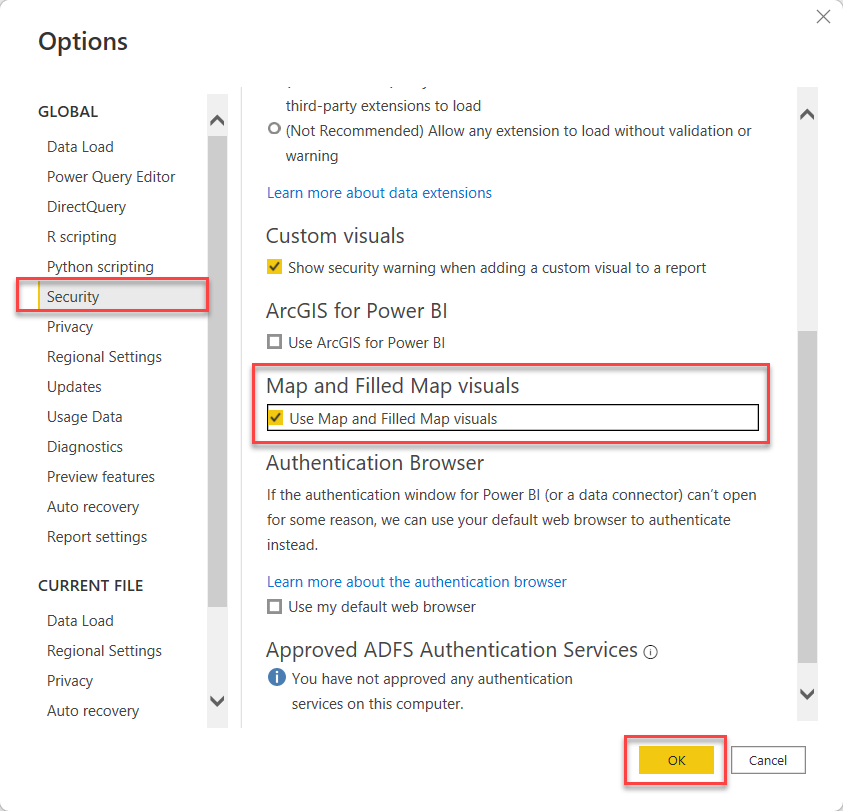 Options
GLOBAL
Data Load
Power Query Editor
DirectQuery
R scripting
Python scripting
Security
Privacy
Regional Settings
Updates
Usage Data
Diagnostics
Preview features
Auto recovery
Report settings
CURRENT FILE
Data Load
Regional Settings
Privacy
Auto recovery
third-party extensions to load
(Not Recommended) Allow any extension to load without validation or
warning
Learn more about data extensions
Custom visuals
Show security warning when adding a custom visual to a report
ArcGIS for Power BI
Use ArcGIS for Power BI
Map and Filled Map visuals
Use Map and Filled Map visuals
Authentication Browser
If the authentication window for Power BI (or a data connector) can't open
for some reason, we can use your default web browser to authenticate
instead.
Learn more about the authentication browser
Use my default web browser
Approved ADFS Authentication Services
You have not approved any authentication
services on this computer.
OK
Cancel